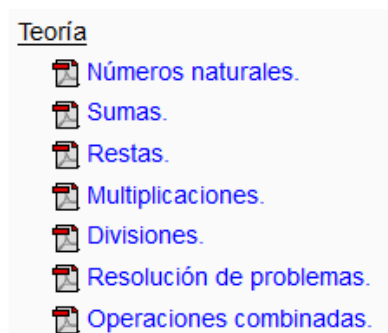 Teoría
Números naturales.
Sumas.
Restas.
Multiplicaciones.
Divisiones.
Resolución de problemas.
Operaciones combinadas.